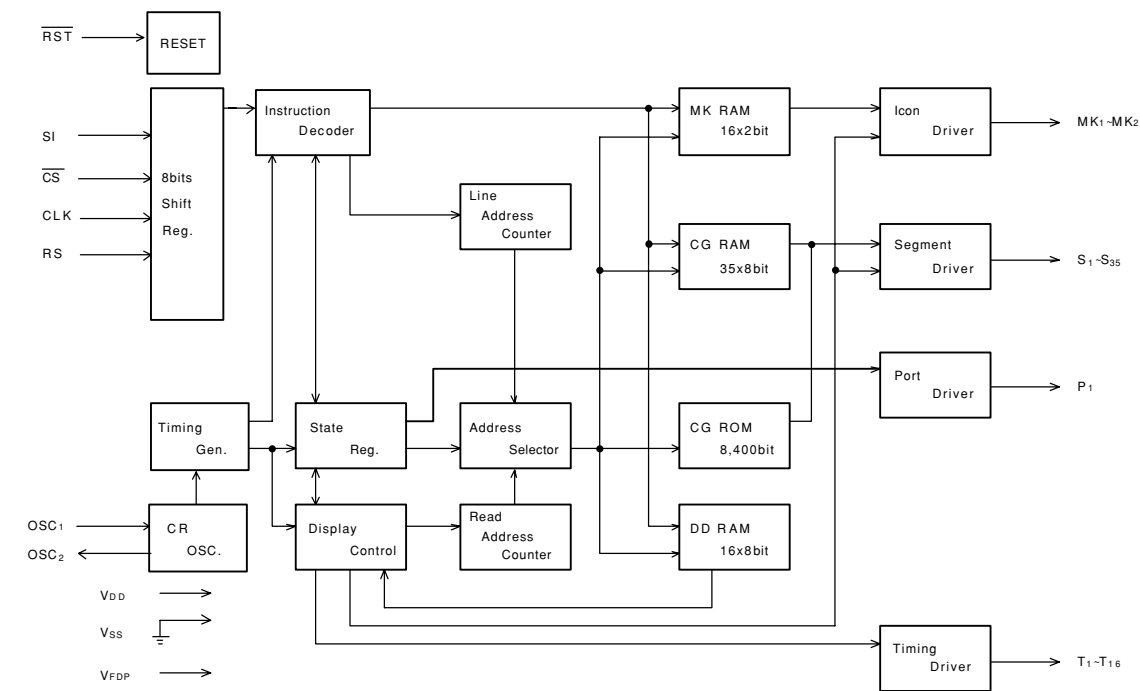 RST
RESET
SI
CS
CLK
RS
8bits
Shift
Reg.
Instruction
Decoder
Line
Address
Counter
MK RAM
16x2bit
Icon
Driver
MK1~MK2
CG RAM
35x8bit
Segment
Driver
S1~S35
Port
Driver
P1
Timing
Gen.
State
Reg.
Address
Selector
CG ROM
8,400bit
OSC1
OSC2
CR
OSC.
Display
Control
Read
Address
Counter
DD RAM
16x8bit
VDD
VSS
VFDP
Timing
Driver
T1~T16